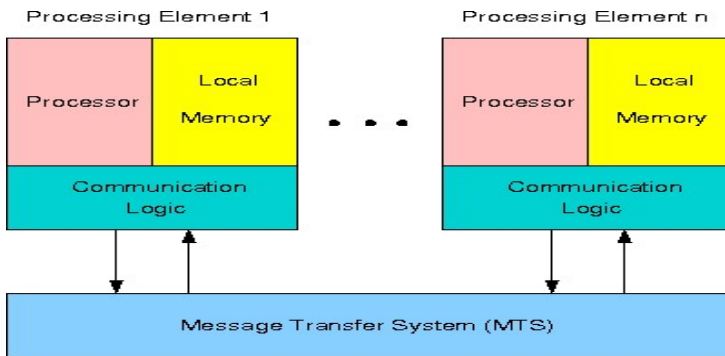 Processing Element 1
Processor
Local
Memory
Communication
Logic
Processing Element n
Processor
Local
Memory
Communication
Logic
Message Transfer System (MTS)